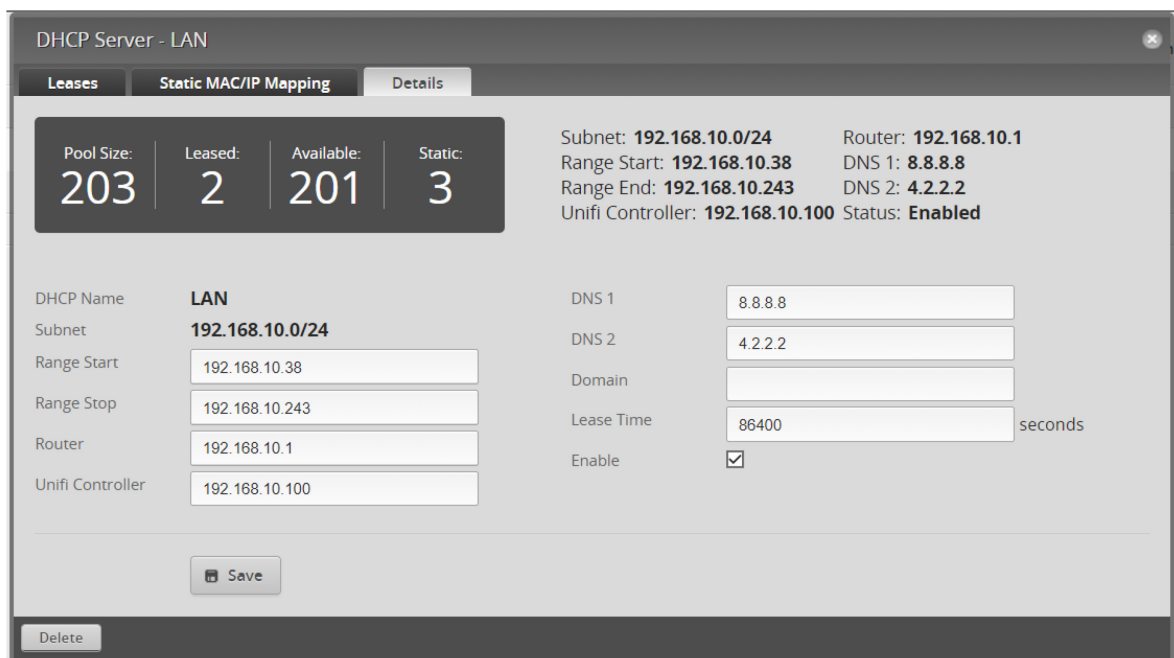 DHCP Server - LAN
Leases Static MAC/IP Mapping Details
Pool Size: Leased: Available: Static:
203 2 201 3
Subnet: 192.168.10.0/24 Router: 192.168.10.1
Range Start: 192.168.10.38 DNS 1: 8.8.8.8
Range End: 192.168.10.243 DNS 2: 4.2.2.2
Unifi Controller: 192.168.10.100 Status: Enabled
DHCP Name LAN
Subnet 192.168.10.0/24
Range Start 192.168.10.38
Range Stop 192.168.10.243
Router 192.168.10.1
Unifi Controller 192.168.10.100
DNS 1 8.8.8.8
DNS 2 4.2.2.2
Domain
Lease Time 86400 seconds
Enable
Save
Delete